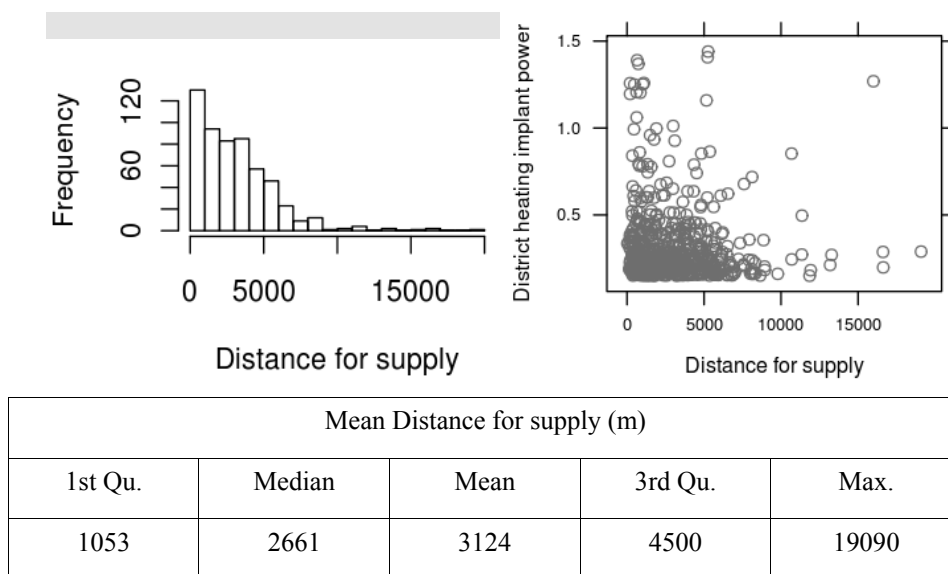 Frequency
0 60 120
0 5000 15000
Distance for supply
District heating implant power
0.5 1.0 1.5
0 5000 10000 15000
Distance for supply
Mean Distance for supply (m)
1st Qu. Median Mean 3rd Qu. Max.
1053 2661 3124 4500 19090